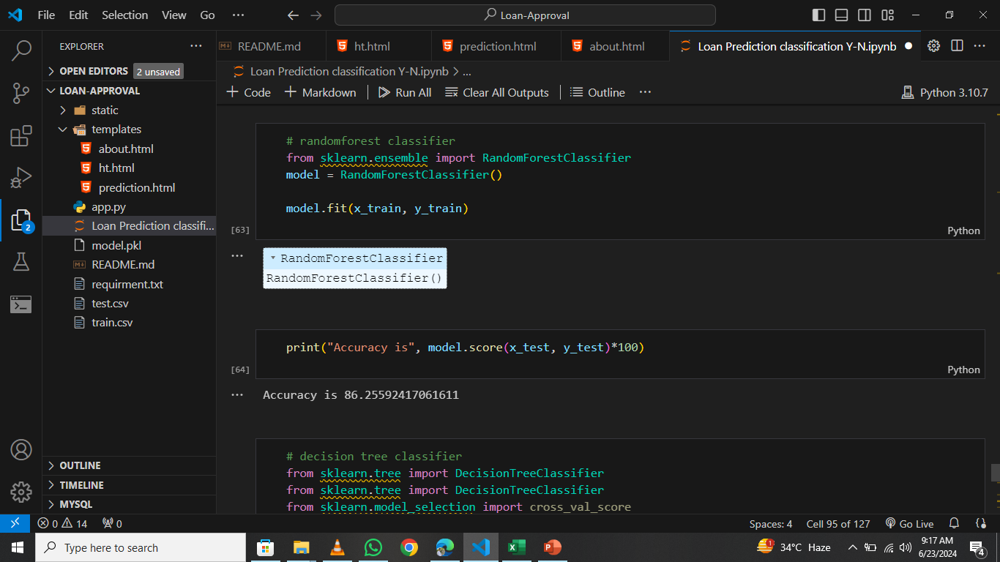 File Edit Selection View Go ··· Loan-Approval
EXPLORER ···
OPEN EDITORS 2 unsaved
LOAN-APPROVAL
static
templates
about.html
ht.html
prediction.html
app.py
Loan Prediction classifi...
model.pkl
README.md
requirment.txt
test.csv
train.csv
OUTLINE
TIMELINE
MYSQL
2
README.md ht.html prediction.html about.html Loan Prediction classification Y-N.ipynb ···
Loan Prediction classification Y-N.ipynb > ...
+ Code + Markdown Run All Clear All Outputs Outline ··· Python 3.10.7
# randomforest classifier
from sklearn.ensemble import RandomForestClassifier
model = RandomForestClassifier()
model.fit(x_train, y_train)
[63] Python
··· RandomForestClassifier
RandomForestClassifier()
print("Accuracy is", model.score(x_test, y_test)*100)
[64] Python
··· Accuracy is 86.25592417061611
# decision tree classifier
from sklearn.tree import DecisionTreeClassifier
from sklearn.tree import DecisionTreeClassifier
from sklearn.model_selection import cross_val_score
0 14 0 Spaces: 4 Cell 95 of 127 Go Live
Type here to search 1 34°C Haze 9:17 AM
6/23/2024 4